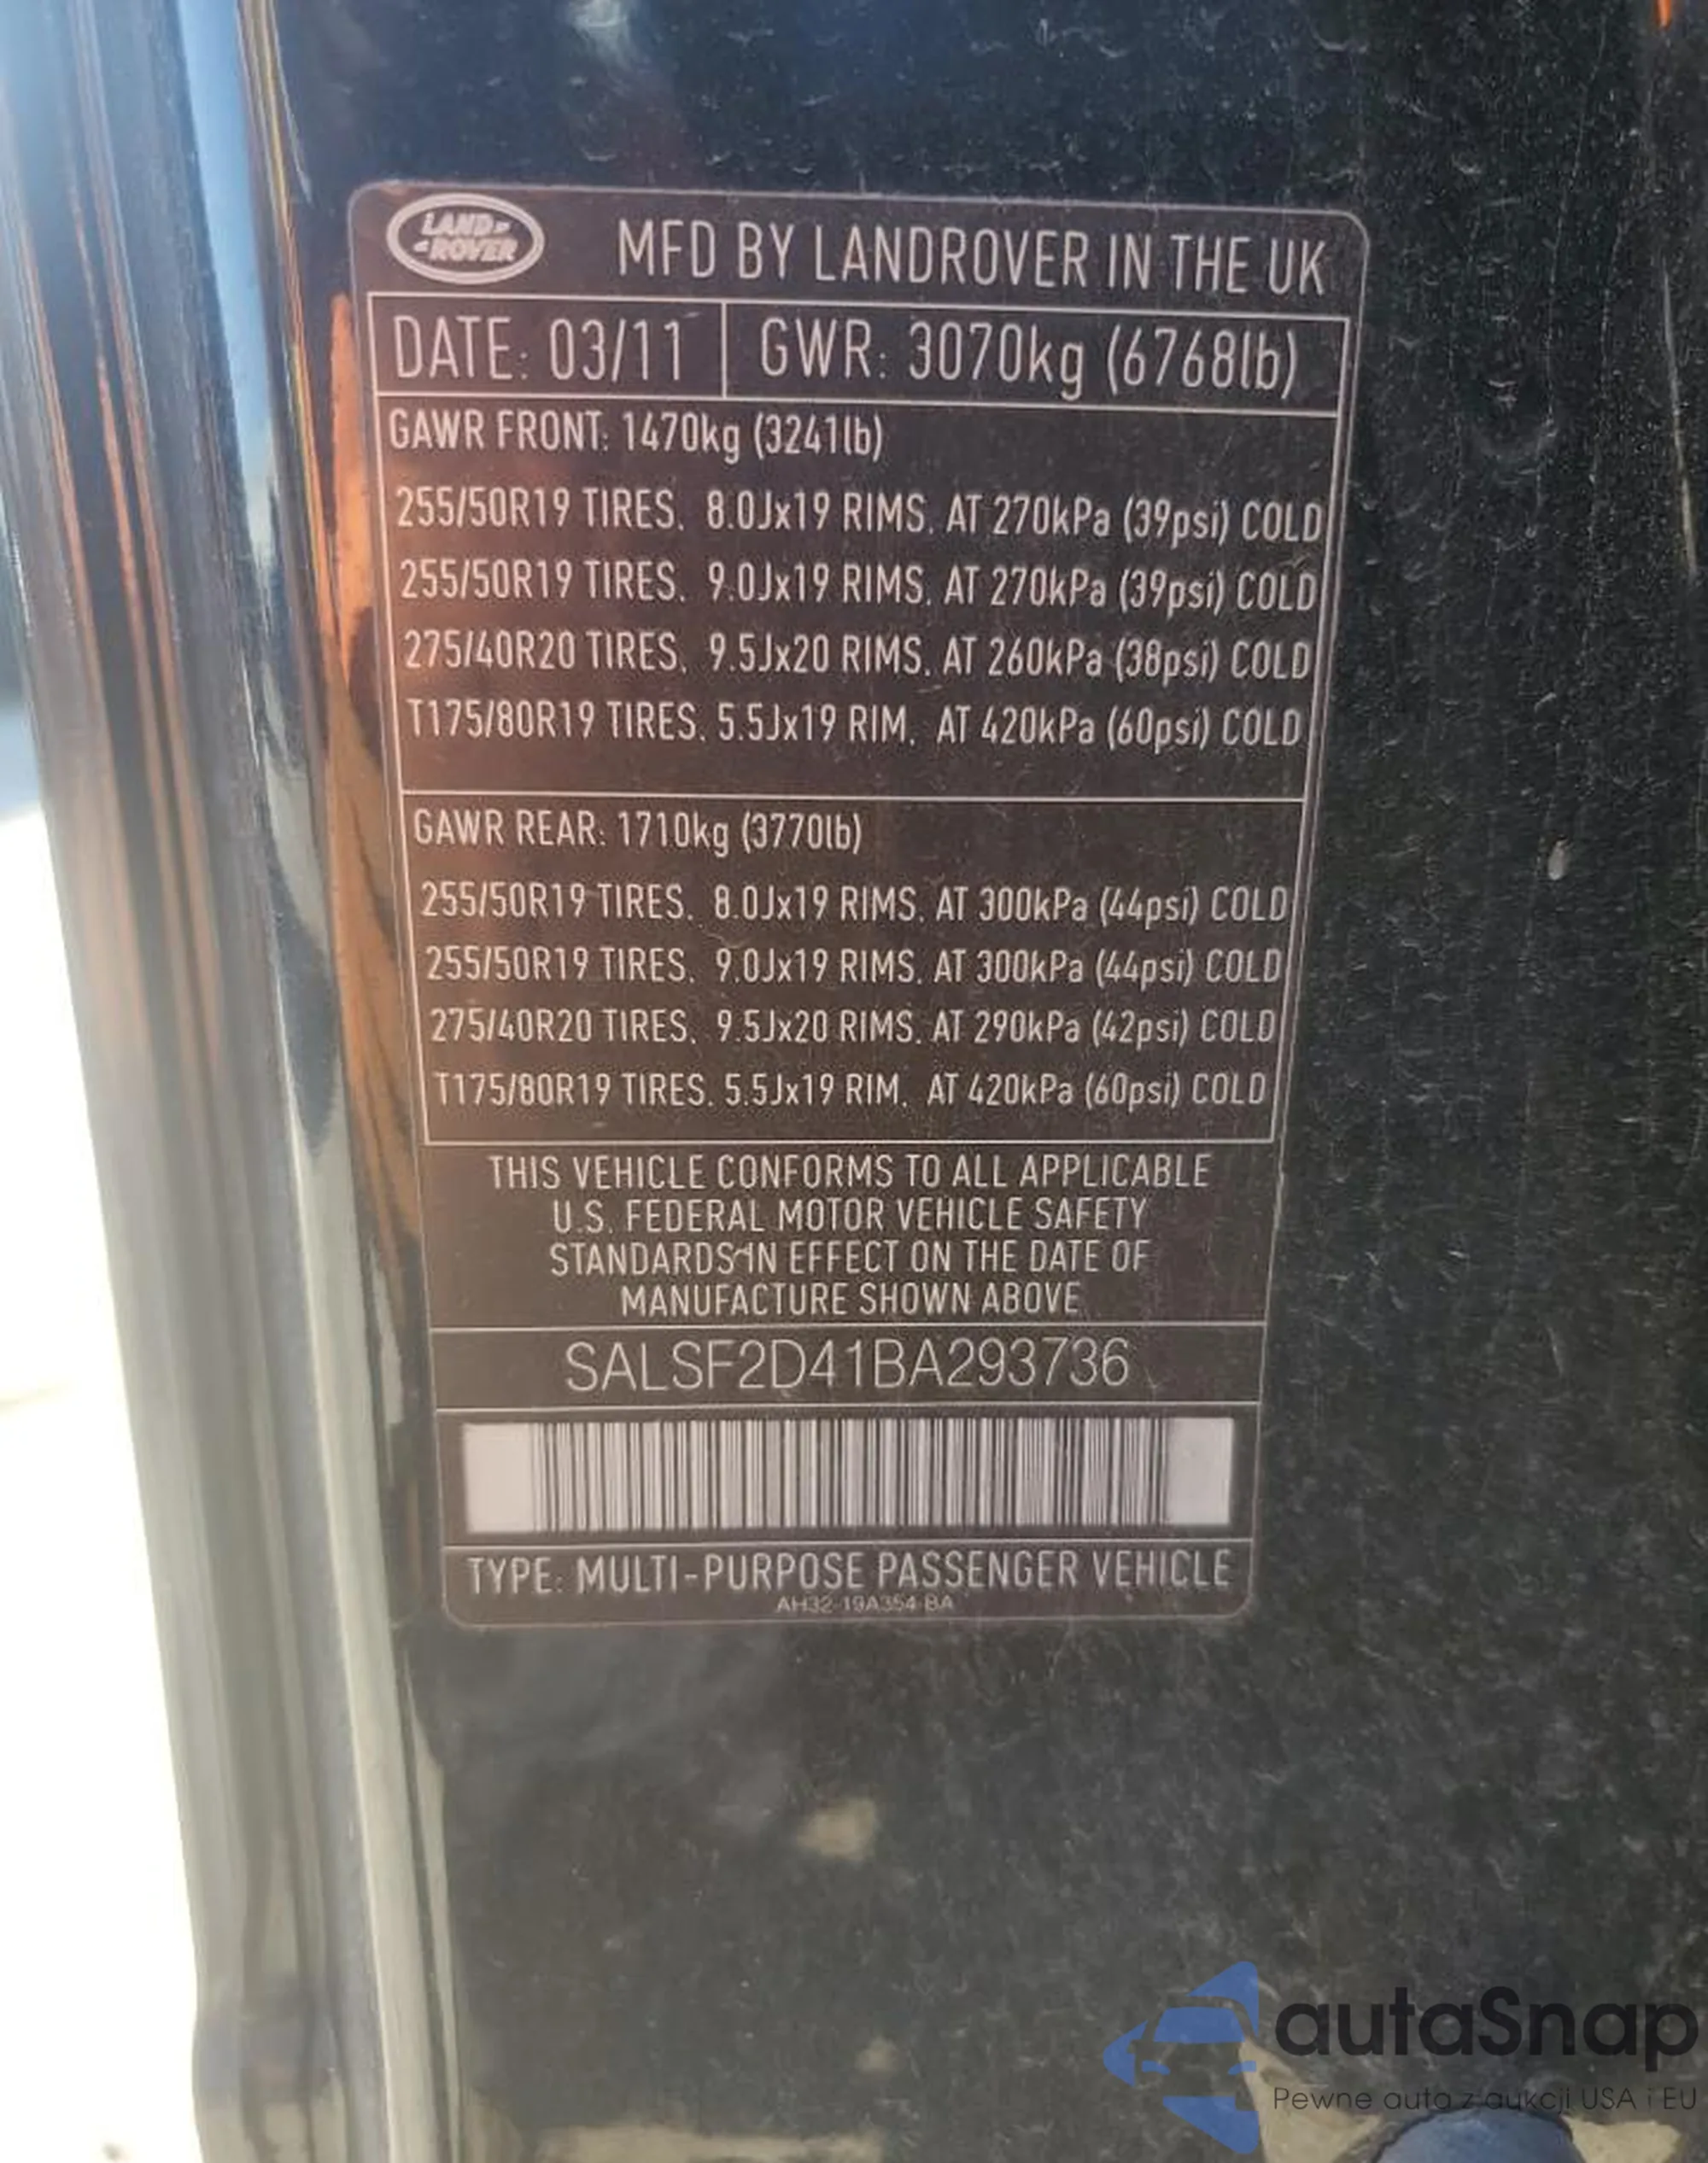 LAND ROVER
MFD BY LANDROVER IN THE UK
DATE: 03/11 GWR: 3070kg (6768lb)
GAWR FRONT: 1470kg (3241lb)
255/50R19 TIRES. 8.0Jx19 RIMS. AT 270kPa (39psi) COLD
255/50R19 TIRES. 9.0Jx19 RIMS. AT 270kPa (39psi) COLD
275/40R20 TIRES. 9.5Jx20 RIMS. AT 260kPa (38psi) COLD
T175/80R19 TIRES. 5.5Jx19 RIM. AT 420kPa (60psi) COLD
GAWR REAR: 1710kg (3770lb)
255/50R19 TIRES. 8.0Jx19 RIMS. AT 300kPa (44psi) COLD
255/50R19 TIRES. 9.0Jx19 RIMS. AT 300kPa (44psi) COLD
275/40R20 TIRES. 9.5Jx20 RIMS. AT 290kPa (42psi) COLD
T175/80R19 TIRES. 5.5Jx19 RIM. AT 420kPa (60psi) COLD
THIS VEHICLE CONFORMS TO ALL APPLICABLE
U.S. FEDERAL MOTOR VEHICLE SAFETY
STANDARDS IN EFFECT ON THE DATE OF
MANUFACTURE SHOWN ABOVE
SALSF2D41BA293736
TYPE: MULTI-PURPOSE PASSENGER VEHICLE
AH32-19A354-BA
autaSnap
Pewne auto z aukcji USA i EU